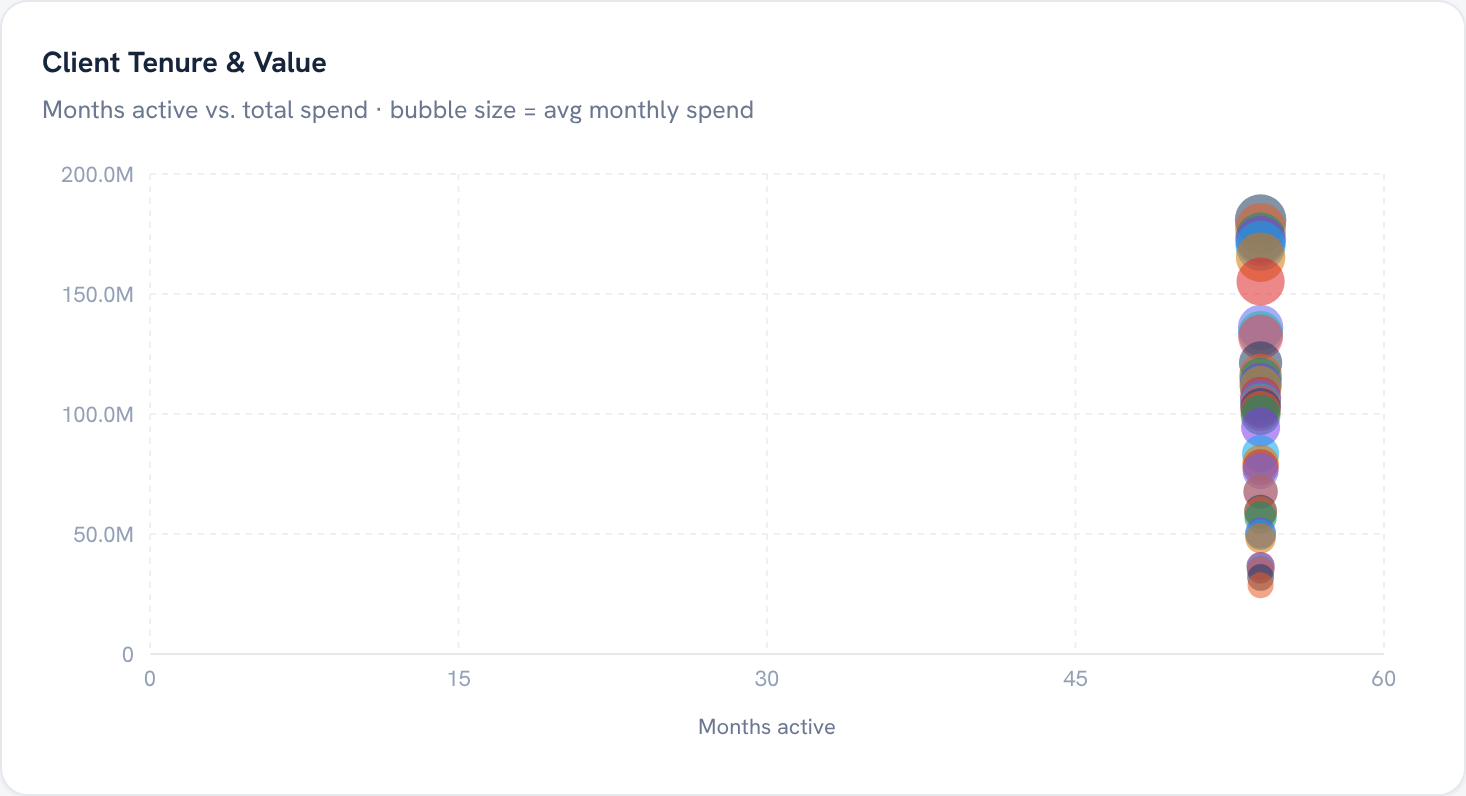 Client Tenure & Value
Months active vs. total spend · bubble size = avg monthly spend
200.0M
150.0M
100.0M
50.0M
0
0 15 30 45 60
Months active